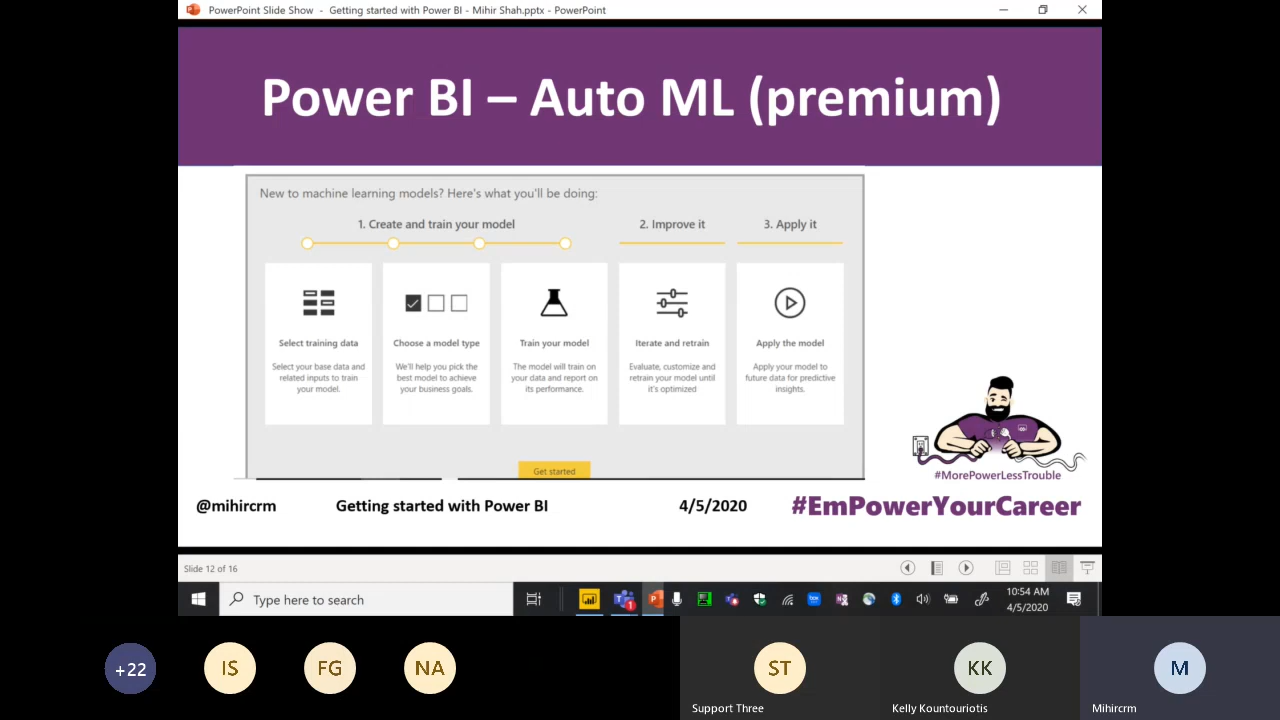 PowerPoint Slide Show - Getting started with Power BI - Mihir Shah.pptx - PowerPoint
Power BI – Auto ML (premium)
New to machine learning models? Here's what you'll be doing:
1. Create and train your model
2. Improve it
3. Apply it
Select training data
Select your base data and
related inputs to train
your model.
Choose a model type
We'll help you pick the
best model to achieve
your business goals.
Train your model
The model will train on
your data and report on
its performance.
Iterate and retrain
Evaluate, customize and
retrain your model until
it's optimized
Apply the model
Apply your model to
future data for predictive
insights.
Get started
#MorePowerLessTrouble
@mihircrm
Getting started with Power BI
4/5/2020
#EmPowerYourCareer
Slide 12 of 16
Type here to search
1
10:54 AM
4/5/2020
+22
IS
FG
NA
ST
KK
M
Support Three
Kelly Kountouriotis
Mihircrm